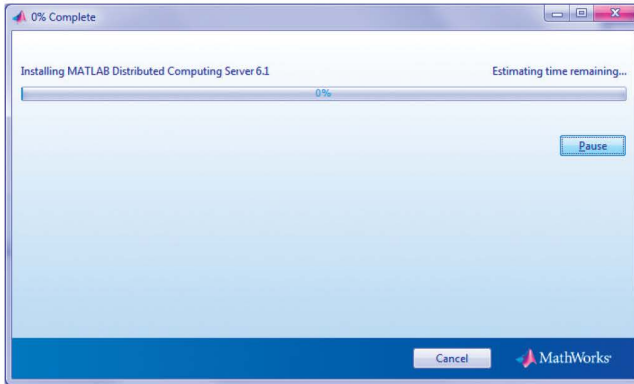 0% Complete
Installing MATLAB Distributed Computing Server 6.1
Estimating time remaining...
0%
Pause
Cancel
MathWorks